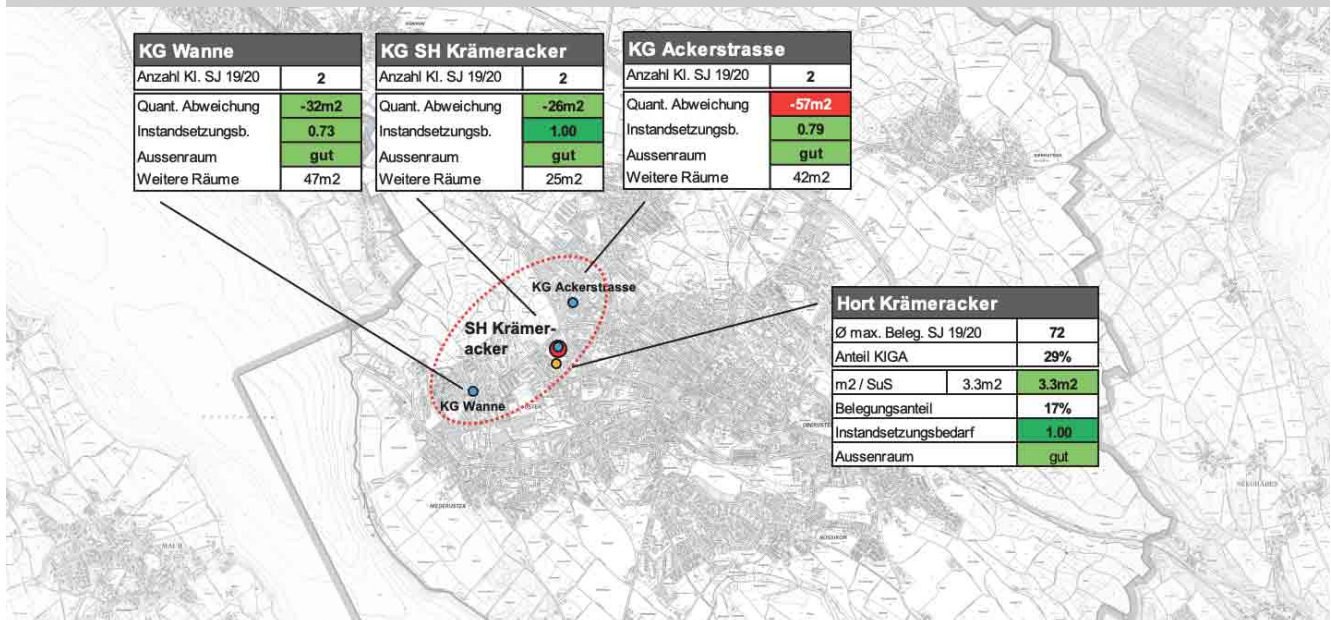 KG Wanne
Anzahl Kl. SJ 19/20 2
Quant. Abweichung -32m2
Instandsetzungsb. 0.73
Aussenraum gut
Weitere Räume 47m2
KG SH Krämeracker
Anzahl Kl. SJ 19/20 2
Quant. Abweichung -26m2
Instandsetzungsb. 1.00
Aussenraum gut
Weitere Räume 25m2
KG Ackerstrasse
Anzahl Kl. SJ 19/20 2
Quant. Abweichung -57m2
Instandsetzungsb. 0.79
Aussenraum gut
Weitere Räume 42m2
KG Ackerstrasse
SH Krämer-
acker
KG Wanne
Hort Krämeracker
Ø max. Beleg. SJ 19/20 72
Anteil KIGA 29%
m2 / SuS 3.3m2 3.3m2
Belegungsanteil 17%
Instandsetzungsbedarf 1.00
Aussenraum gut
NIEDERUSTER
MAUR